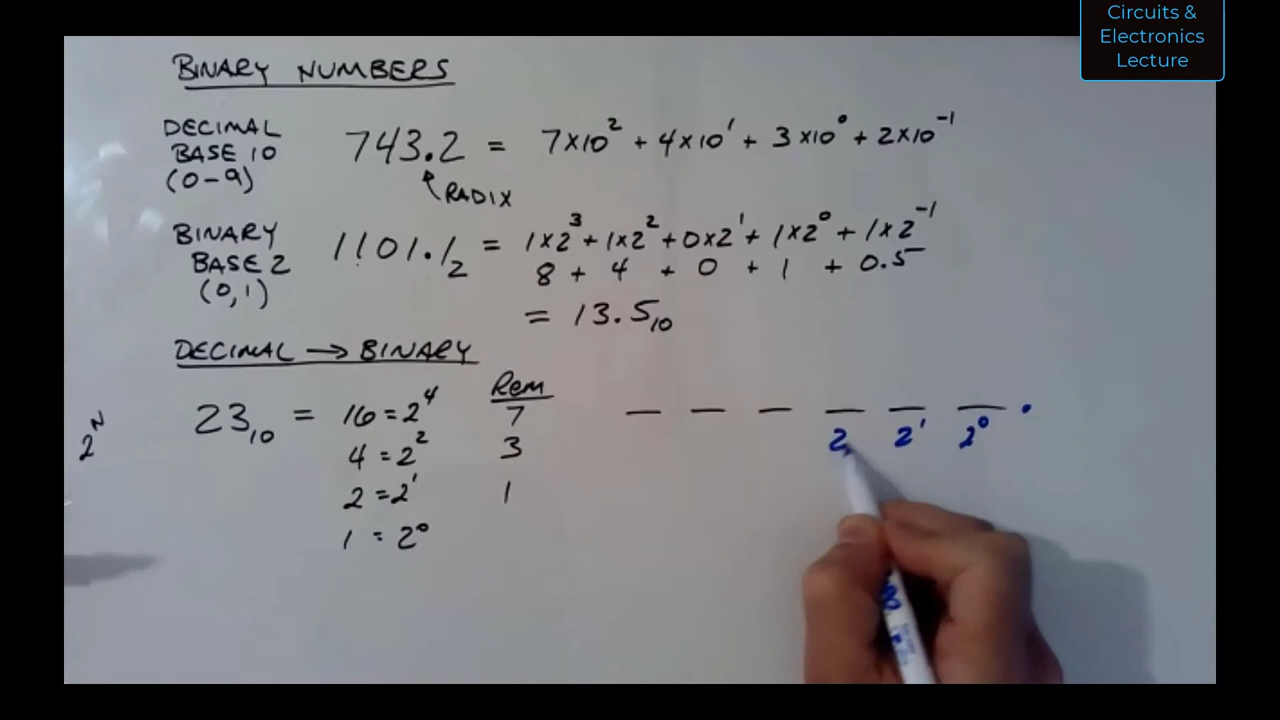 Circuits &
Electronics
Lecture
BINARY NUMBERS
DECIMAL
BASE 10
(0-9)
743.2 = 7×10² + 4×10¹ + 3×10⁰ + 2×10⁻¹
RADIX
BINARY
BASE 2
(0,1)
1101.1₂ = 1×2³ + 1×2² + 0×2¹ + 1×2⁰ + 1×2⁻¹
8 + 4 + 0 + 1 + 0.5
= 13.5₁₀
DECIMAL → BINARY
Rem
2ᴺ
23₁₀ = 16 = 2⁴ 7
4 = 2² 3
2 = 2¹ 1
1 = 2⁰
_ _ _ _ _ _ .
2 2¹ 2⁰